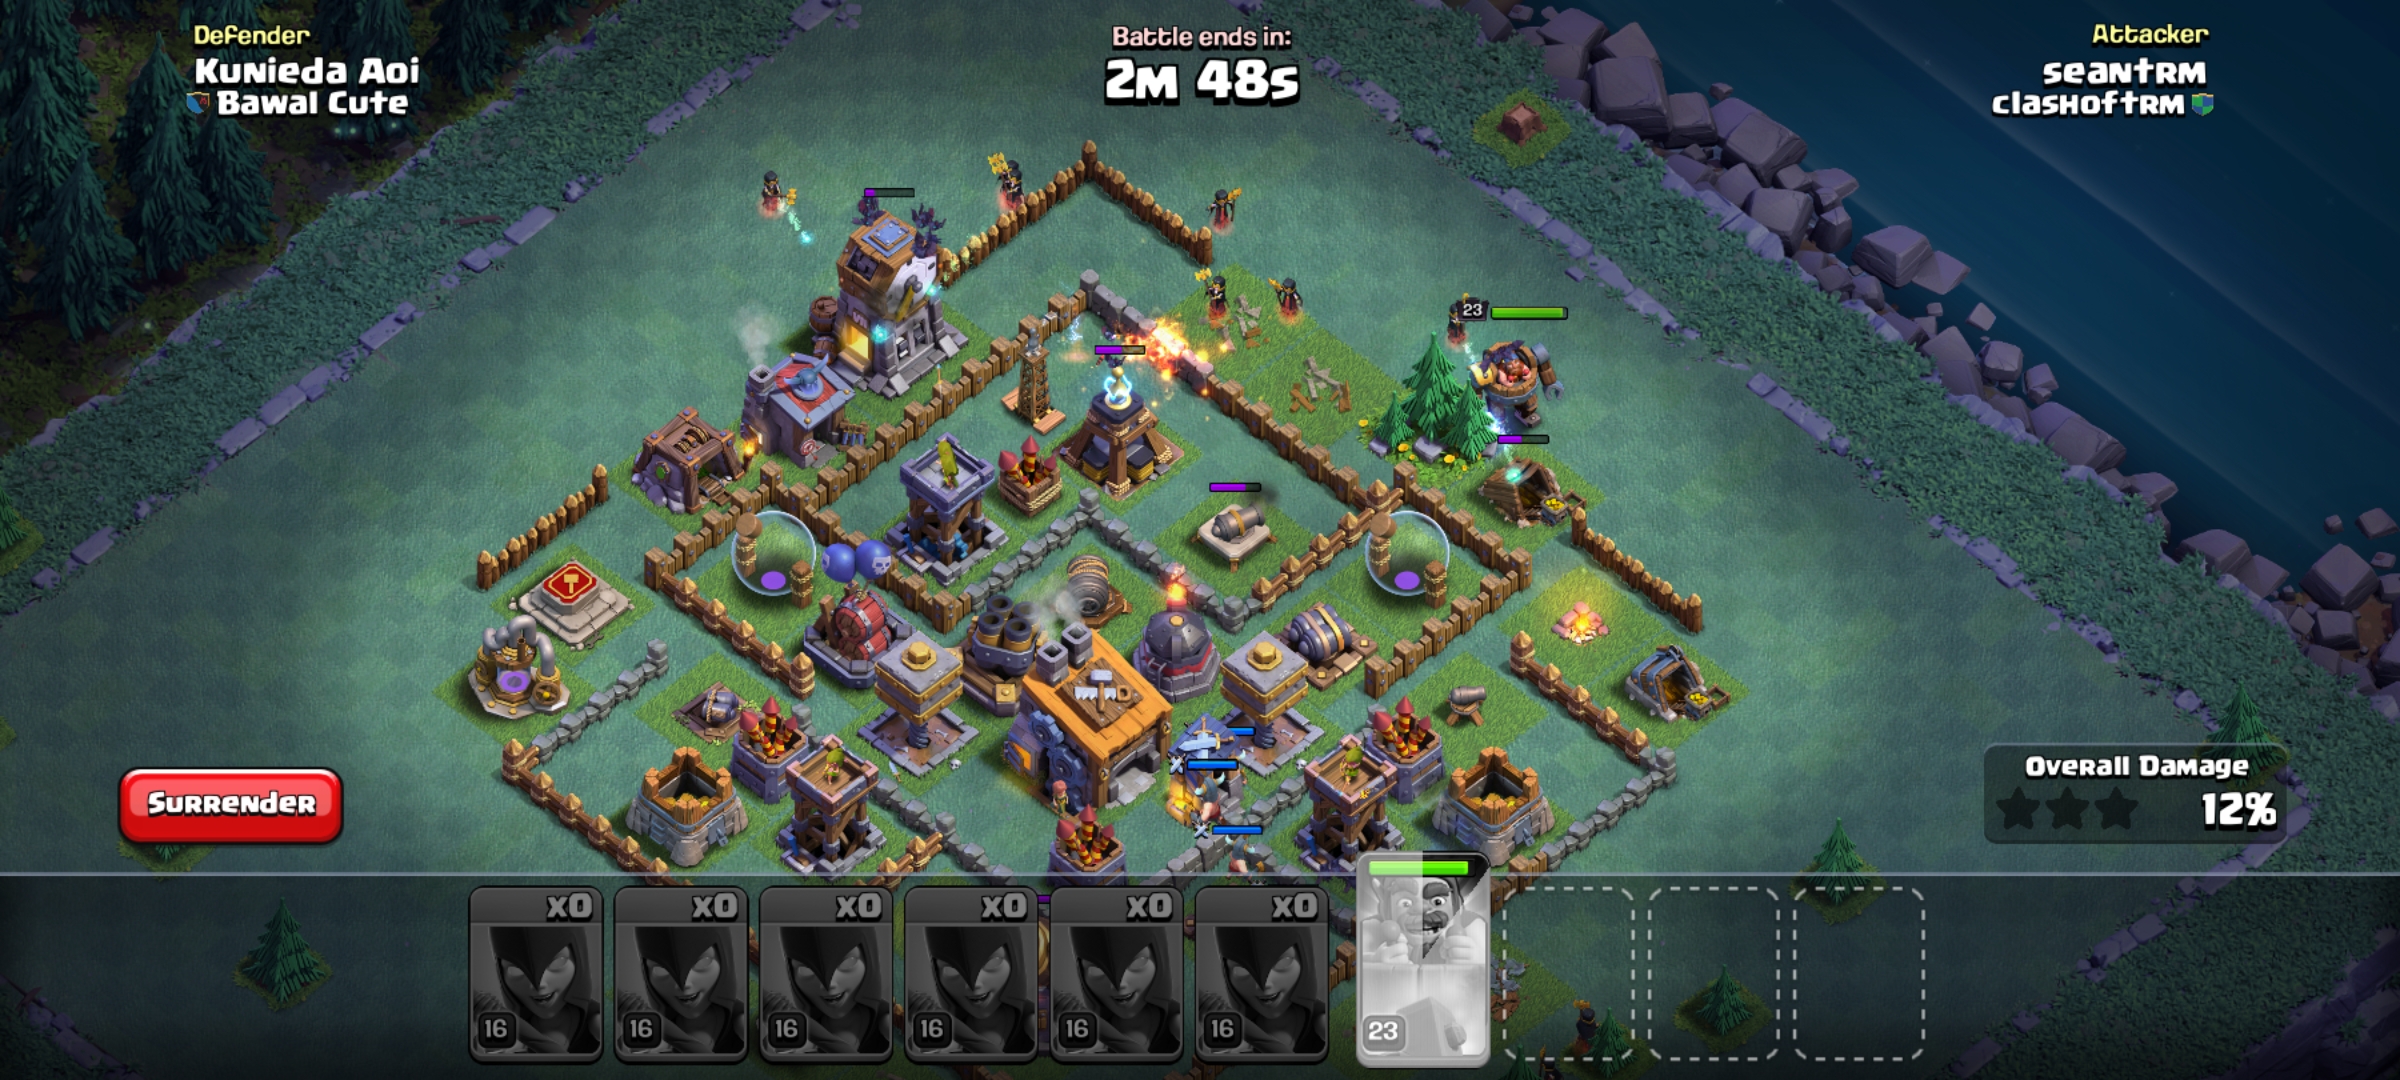 Defender
Kunieda Aoi
Bawal Cute
Battle ends in:
2M 48s
Attacker
seantRM
clashoftRM
23
Surrender
Overall Damage
12%
x0
x0
x0
x0
x0
x0
16
16
16
16
16
16
23